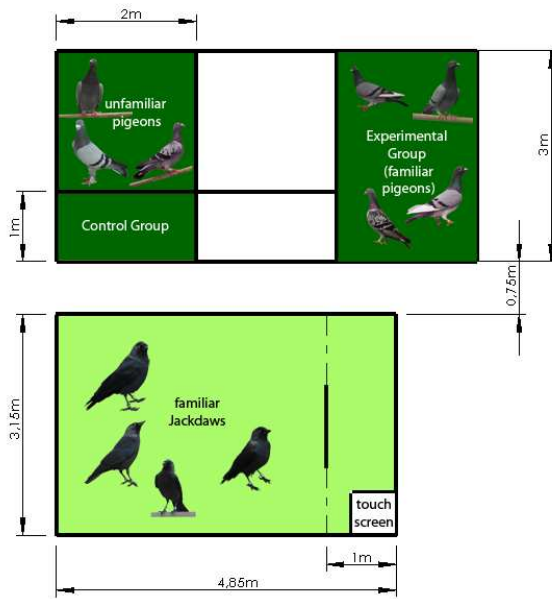 2m
unfamiliar
pigeons
Experimental
Group
(familiar
pigeons)
3m
1m
Control Group
0,75m
3,15m
familiar
Jackdaws
touch
screen
1m
4,85m